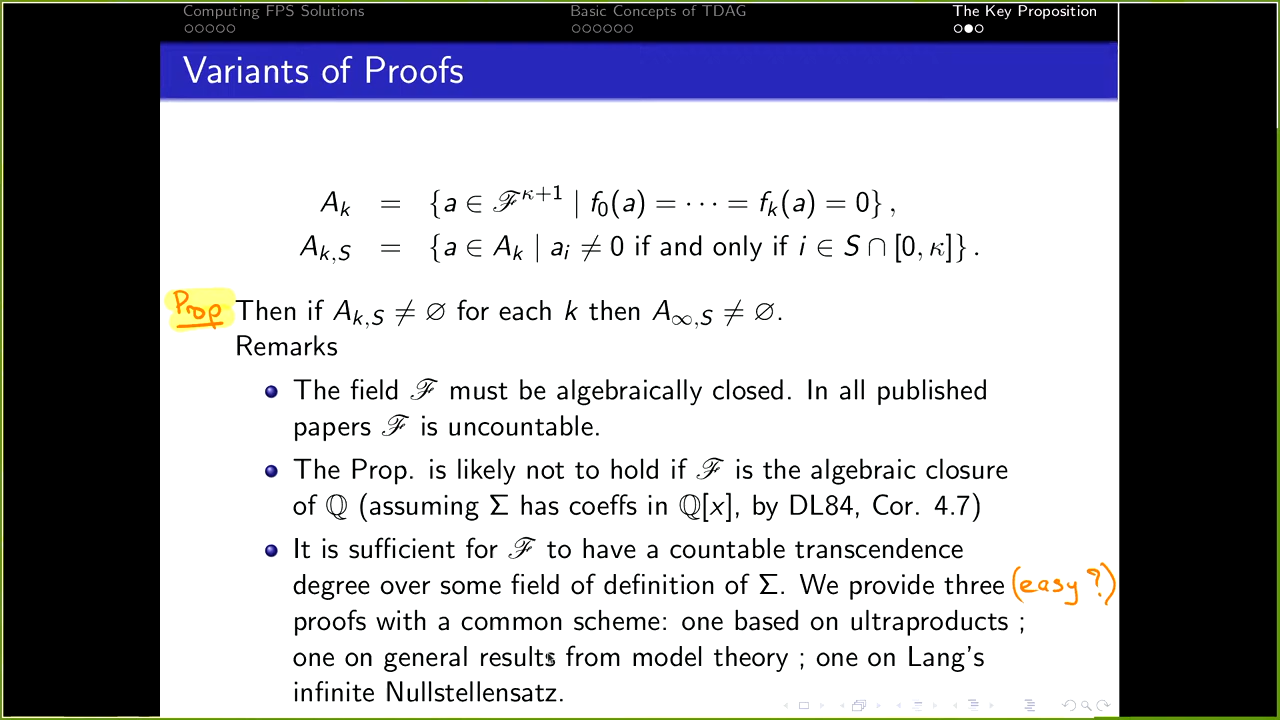 Computing FPS Solutions Basic Concepts of TDAG The Key Proposition
Variants of Proofs
A_k = {a ∈ ℱ^{κ+1} | f_0(a) = ··· = f_k(a) = 0} ,
A_{k,S} = {a ∈ A_k | a_i ≠ 0 if and only if i ∈ S ∩ [0, κ]} .
Prop Then if A_{k,S} ≠ ∅ for each k then A_{∞,S} ≠ ∅.
Remarks
The field ℱ must be algebraically closed. In all published
papers ℱ is uncountable.
The Prop. is likely not to hold if ℱ is the algebraic closure
of ℚ (assuming Σ has coeffs in ℚ[x], by DL84, Cor. 4.7)
It is sufficient for ℱ to have a countable transcendence
degree over some field of definition of Σ. We provide three (easy ?)
proofs with a common scheme: one based on ultraproducts ;
one on general results from model theory ; one on Lang's
infinite Nullstellensatz.